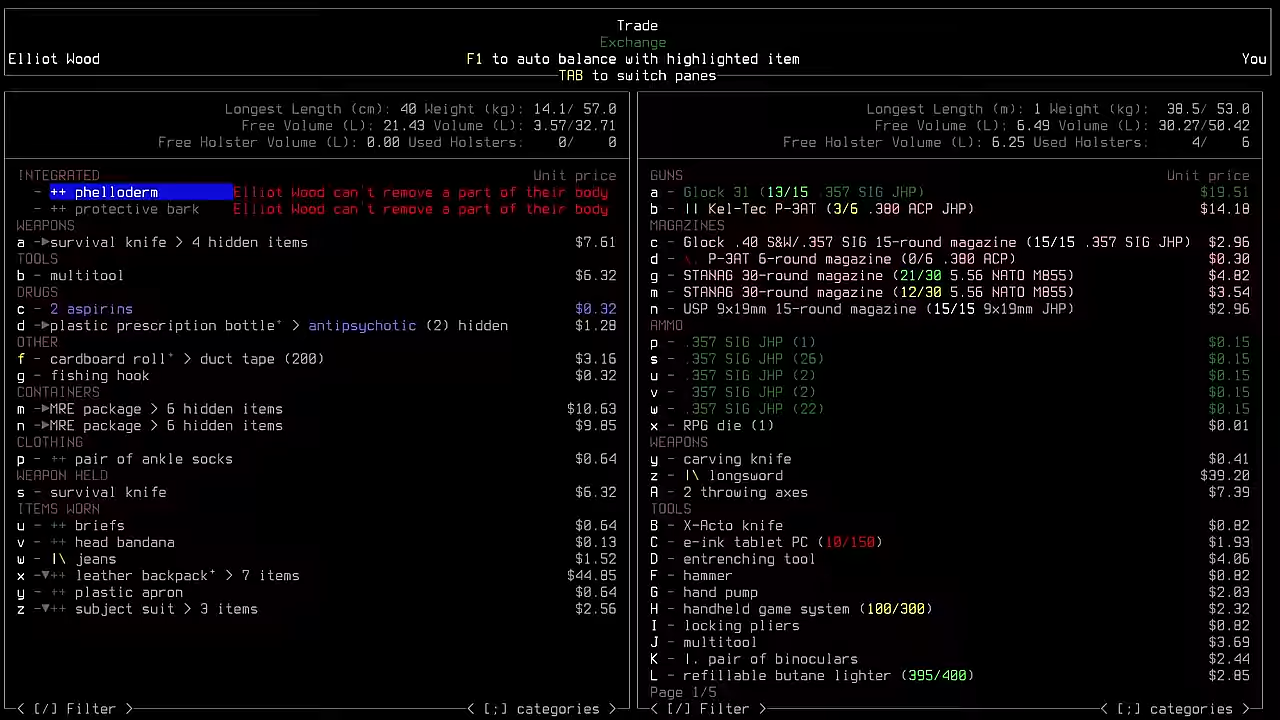 Trade
Exchange
Elliot Wood F1 to auto balance with highlighted item You
TAB to switch panes
Longest Length (cm): 40 Weight (kg): 14.1/ 57.0
Free Volume (L): 21.43 Volume (L): 3.57/32.71
Free Holster Volume (L): 0.00 Used Holsters: 0/ 0
INTEGRATED Unit price
- ++ phelloderm Elliot Wood can't remove a part of their body
- ++ protective bark Elliot Wood can't remove a part of their body
WEAPONS
a -►survival knife > 4 hidden items $7.61
TOOLS
b - multitool $6.32
DRUGS
c - 2 aspirins $0.32
d -►plastic prescription bottle⁺ > antipsychotic (2) hidden $1.28
OTHER
f - cardboard roll⁺ > duct tape (200) $3.16
g - fishing hook $0.32
CONTAINERS
m -►MRE package > 6 hidden items $10.63
n -►MRE package > 6 hidden items $9.85
CLOTHING
p - ++ pair of ankle socks $0.64
WEAPON HELD
s - survival knife $6.32
ITEMS WORN
u - ++ briefs $0.64
v - ++ head bandana $0.13
w - |\ jeans $1.52
x -▼++ leather backpack⁺ > 7 items $44.85
y - ++ plastic apron $0.64
z -▼++ subject suit > 3 items $2.56
< [/] Filter > < [;] categories >
Longest Length (m): 1 Weight (kg): 38.5/ 53.0
Free Volume (L): 6.49 Volume (L): 30.27/50.42
Free Holster Volume (L): 6.25 Used Holsters: 4/ 6
GUNS Unit price
a - Glock 31 (13/15 .357 SIG JHP) $19.51
b - || Kel-Tec P-3AT (3/6 .380 ACP JHP) $14.18
MAGAZINES
c - Glock .40 S&W/.357 SIG 15-round magazine (15/15 .357 SIG JHP) $2.96
d - \. P-3AT 6-round magazine (0/6 .380 ACP) $0.30
g - STANAG 30-round magazine (21/30 5.56 NATO M855) $4.82
m - STANAG 30-round magazine (12/30 5.56 NATO M855) $3.54
n - USP 9x19mm 15-round magazine (15/15 9x19mm JHP) $2.96
AMMO
p - .357 SIG JHP (1) $0.15
s - .357 SIG JHP (26) $0.15
u - .357 SIG JHP (2) $0.15
v - .357 SIG JHP (2) $0.15
w - .357 SIG JHP (22) $0.15
x - RPG die (1) $0.01
WEAPONS
y - carving knife $0.41
z - |\ longsword $39.20
A - 2 throwing axes $7.39
TOOLS
B - X-Acto knife $0.82
C - e-ink tablet PC (10/150) $1.93
D - entrenching tool $4.06
F - hammer $0.82
G - hand pump $2.03
H - handheld game system (100/300) $2.32
I - locking pliers $0.82
J - multitool $3.69
K - |. pair of binoculars $2.44
L - refillable butane lighter (395/400) $2.85
Page 1/5
< [/] Filter > < [;] categories >